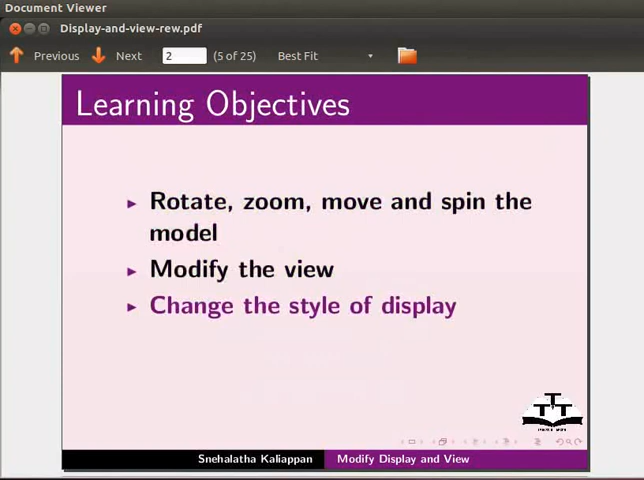 Document Viewer
Display-and-view-rew.pdf
Previous Next 2 (5 of 25) Best Fit
Learning Objectives
Rotate, zoom, move and spin the
model
Modify the view
Change the style of display
Snehalatha Kaliappan Modify Display and View